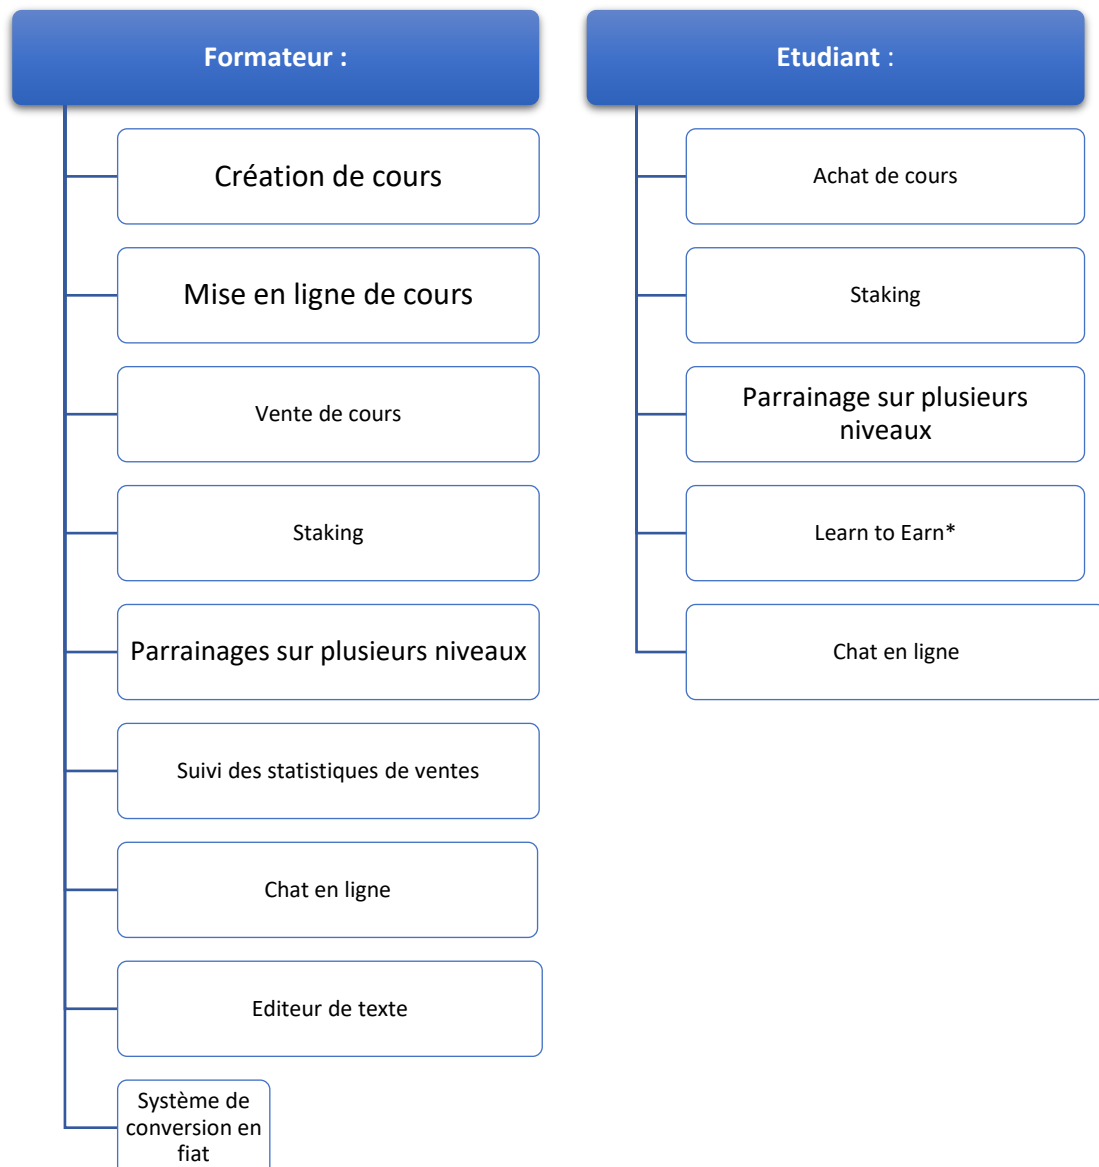 Formateur :
Création de cours
Mise en ligne de cours
Vente de cours
Staking
Parrainages sur plusieurs niveaux
Suivi des statistiques de ventes
Chat en ligne
Editeur de texte
Système de
conversion en
fiat
Etudiant :
Achat de cours
Staking
Parrainage sur plusieurs
niveaux
Learn to Earn*
Chat en ligne